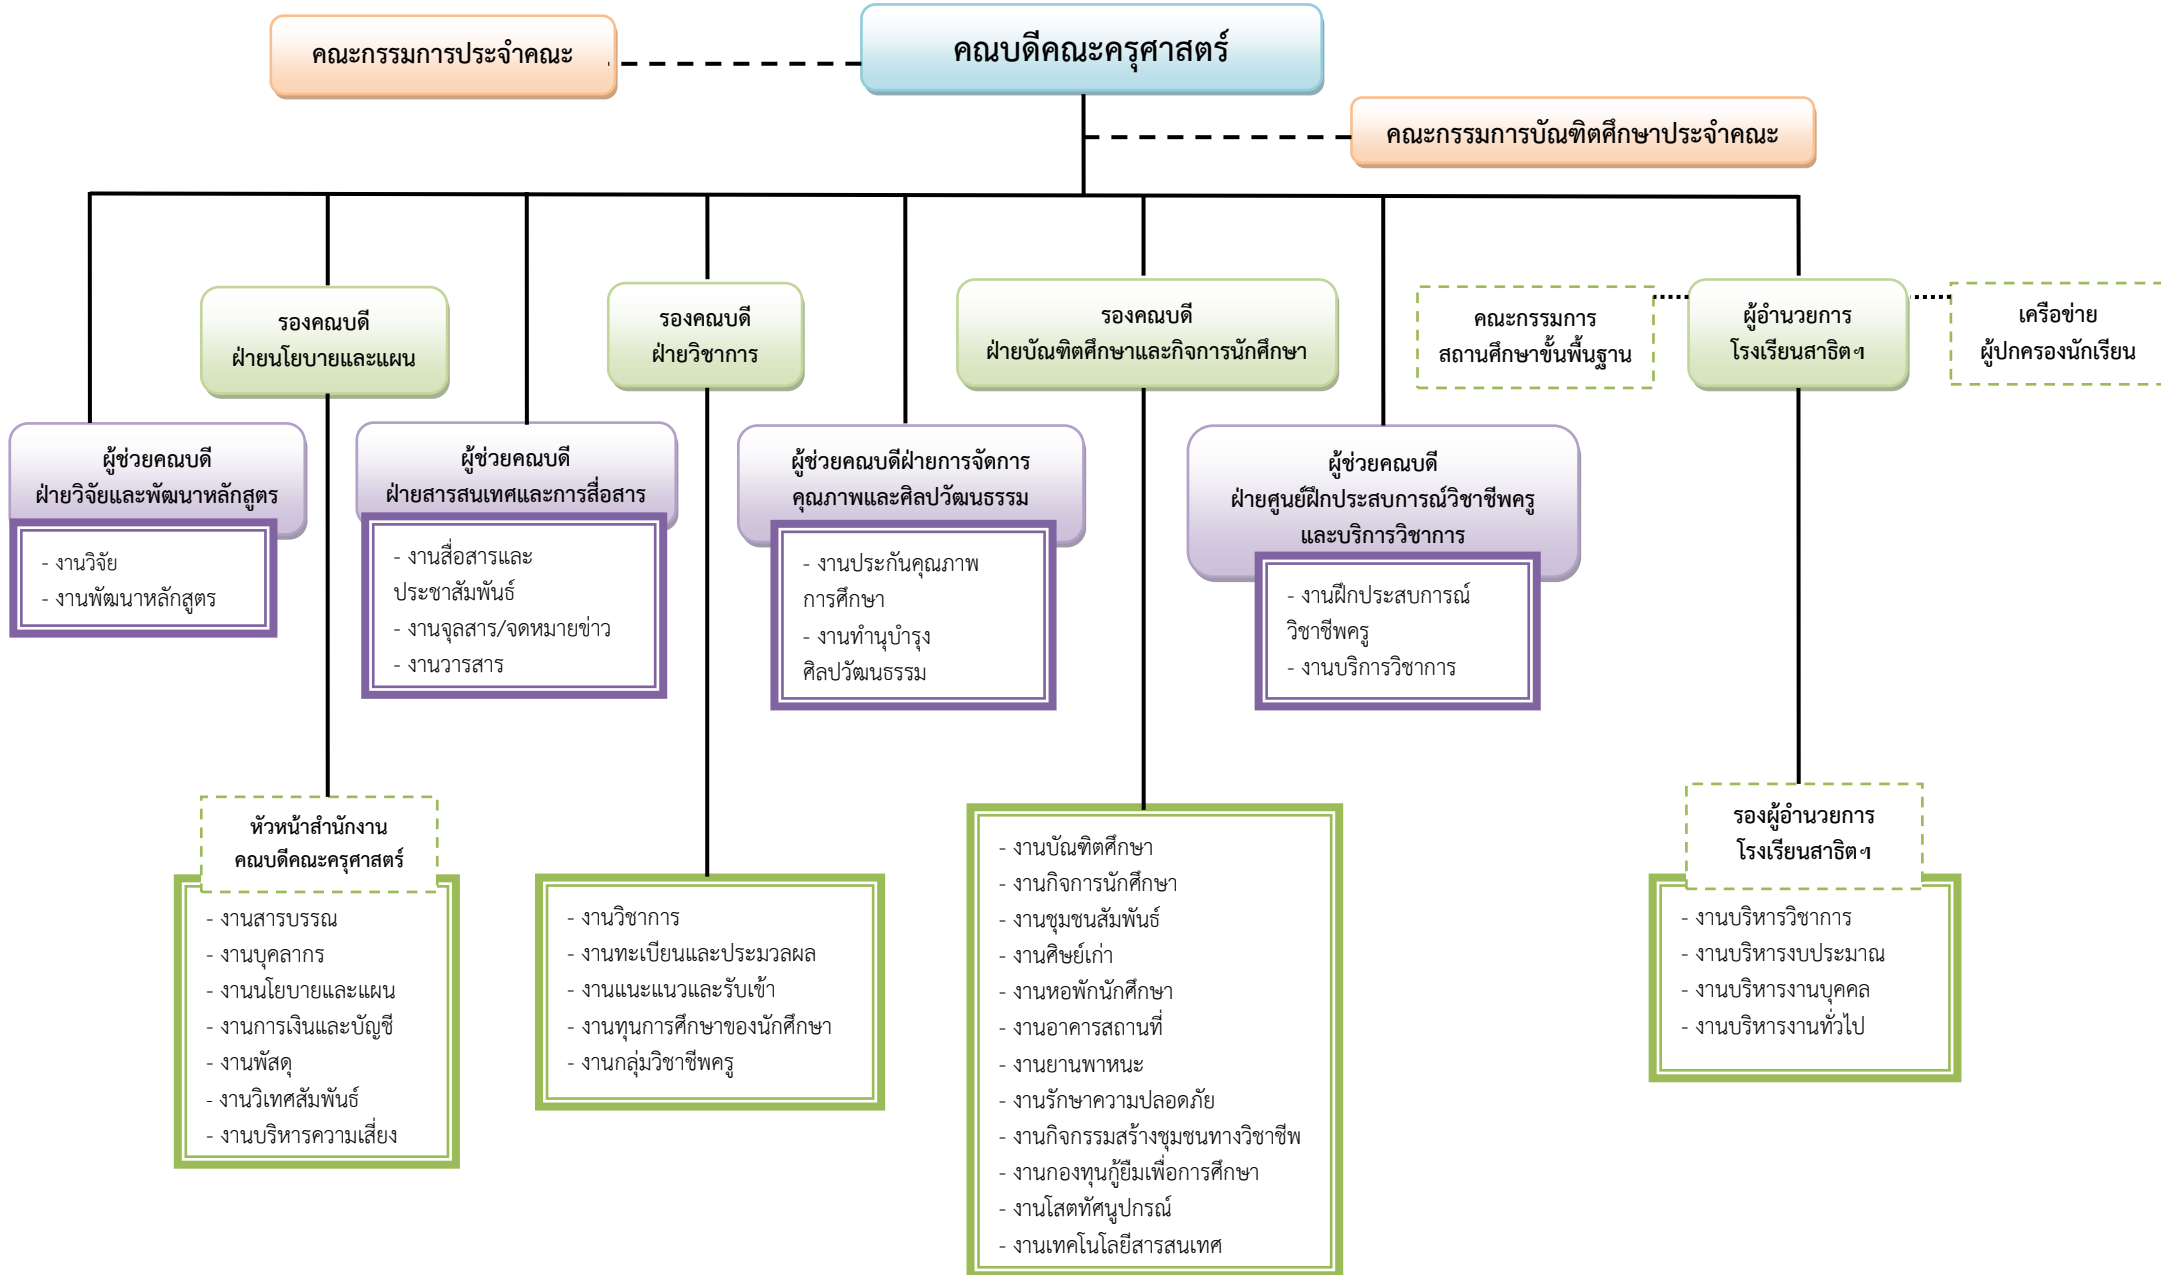 คณะกรรมการประจำคณะ
คณบดีคณะครุศาสตร์
คณะกรรมการบัณฑิตศึกษาประจำคณะ
รองคณบดี
ฝ่ายนโยบายและแผน
รองคณบดี
ฝ่ายวิชาการ
รองคณบดี
ฝ่ายบัณฑิตศึกษาและกิจการนักศึกษา
คณะกรรมการ
สถานศึกษาขั้นพื้นฐาน
ผู้อำนวยการ
โรงเรียนสาธิตฯ
เครือข่าย
ผู้ปกครองนักเรียน
ผู้ช่วยคณบดี
ฝ่ายวิจัยและพัฒนาหลักสูตร
- งานวิจัย
- งานพัฒนาหลักสูตร
ผู้ช่วยคณบดี
ฝ่ายสารสนเทศและการสื่อสาร
- งานสื่อสารและ
ประชาสัมพันธ์
- งานจุลสาร/จดหมายข่าว
- งานวารสาร
ผู้ช่วยคณบดีฝ่ายการจัดการ
คุณภาพและศิลปวัฒนธรรม
- งานประกันคุณภาพ
การศึกษา
- งานทำนุบำรุง
ศิลปวัฒนธรรม
ผู้ช่วยคณบดี
ฝ่ายศูนย์ฝึกประสบการณ์วิชาชีพครู
และบริการวิชาการ
- งานฝึกประสบการณ์
วิชาชีพครู
- งานบริการวิชาการ
หัวหน้าสำนักงาน
คณบดีคณะครุศาสตร์
- งานสารบรรณ
- งานบุคลากร
- งานนโยบายและแผน
- งานการเงินและบัญชี
- งานพัสดุ
- งานวิเทศสัมพันธ์
- งานบริหารความเสี่ยง
- งานวิชาการ
- งานทะเบียนและประมวลผล
- งานแนะแนวและรับเข้า
- งานทุนการศึกษาของนักศึกษา
- งานกลุ่มวิชาชีพครู
- งานบัณฑิตศึกษา
- งานกิจการนักศึกษา
- งานชุมชนสัมพันธ์
- งานศิษย์เก่า
- งานหอพักนักศึกษา
- งานอาคารสถานที่
- งานยานพาหนะ
- งานรักษาความปลอดภัย
- งานกิจกรรมสร้างชุมชนทางวิชาชีพ
- งานกองทุนกู้ยืมเพื่อการศึกษา
- งานโสตทัศนูปกรณ์
- งานเทคโนโลยีสารสนเทศ
รองผู้อำนวยการ
โรงเรียนสาธิตฯ
- งานบริหารวิชาการ
- งานบริหารงบประมาณ
- งานบริหารงานบุคคล
- งานบริหารงานทั่วไป